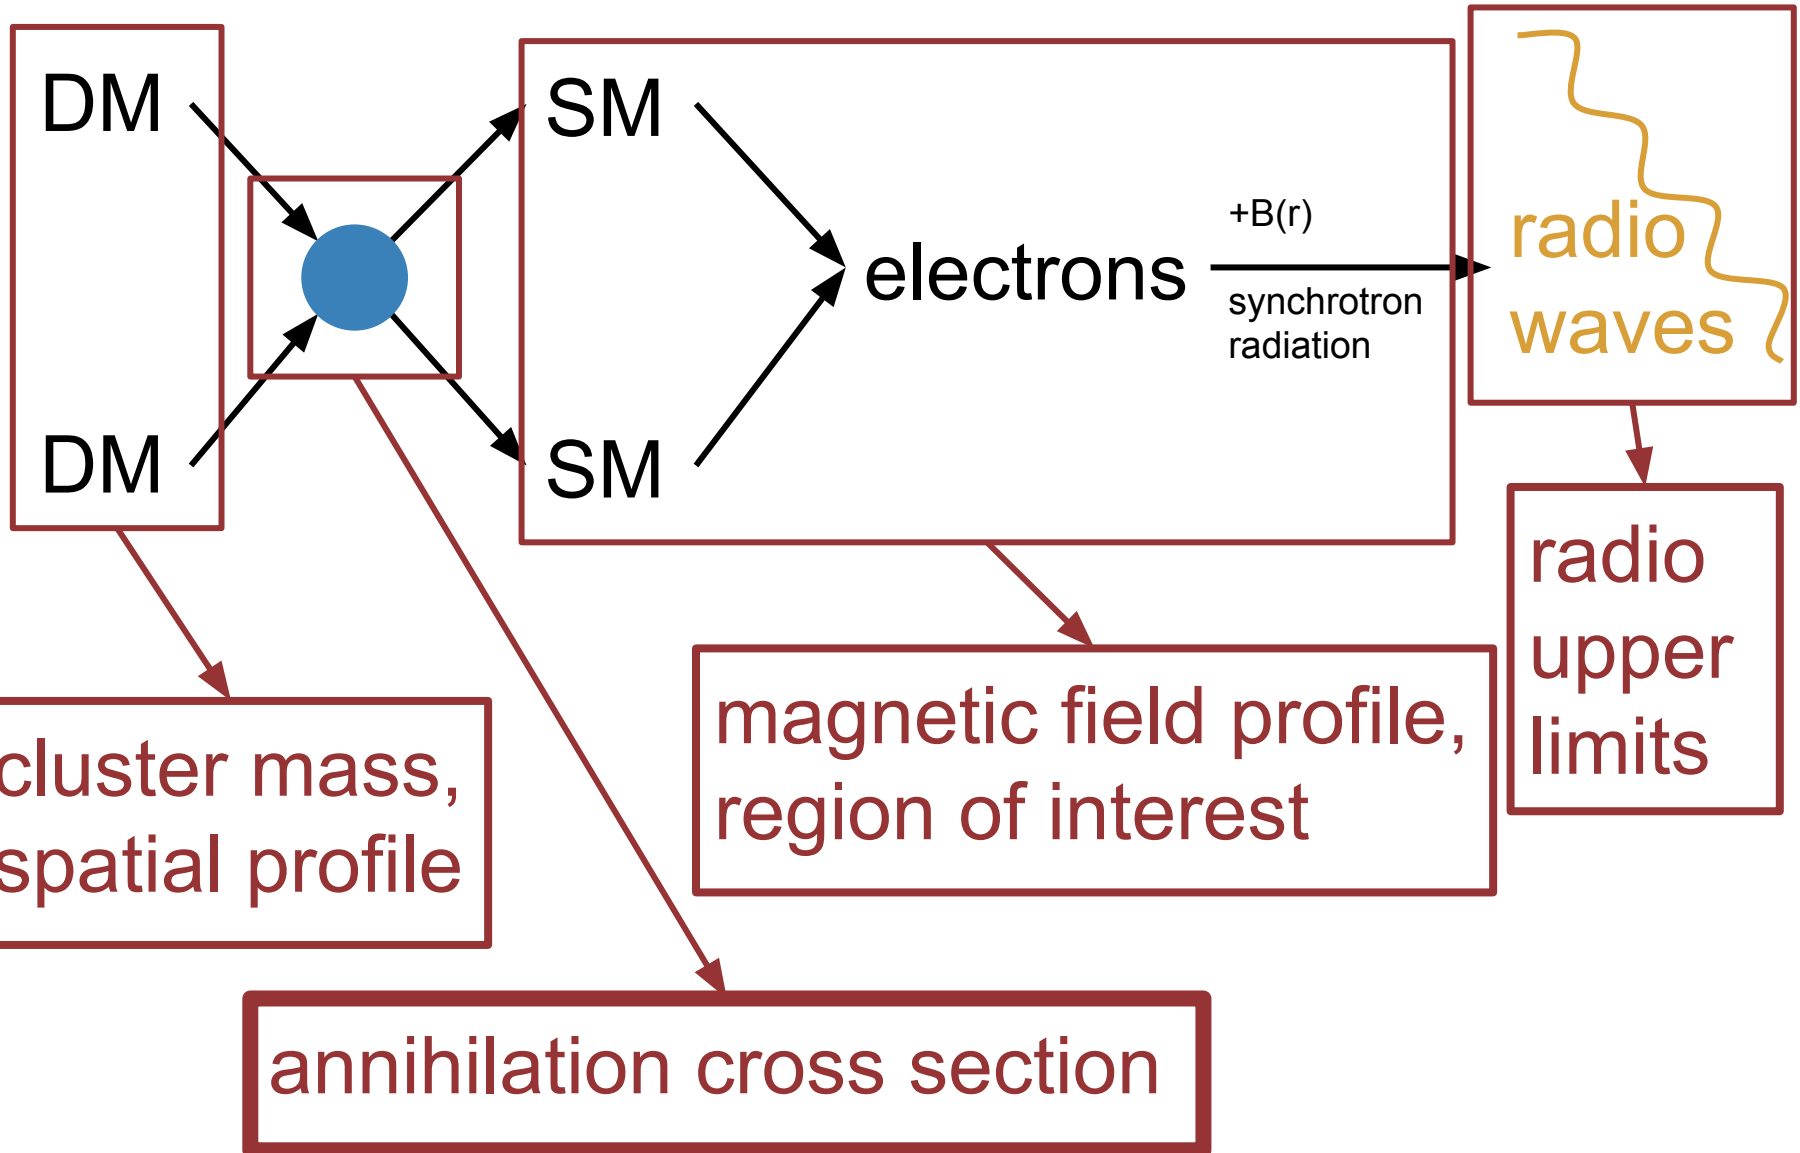 DM
SM
DM
SM
electrons
+B(r)
synchrotron
radiation
radio
waves
cluster mass,
spatial profile
magnetic field profile,
region of interest
radio
upper
limits
annihilation cross section